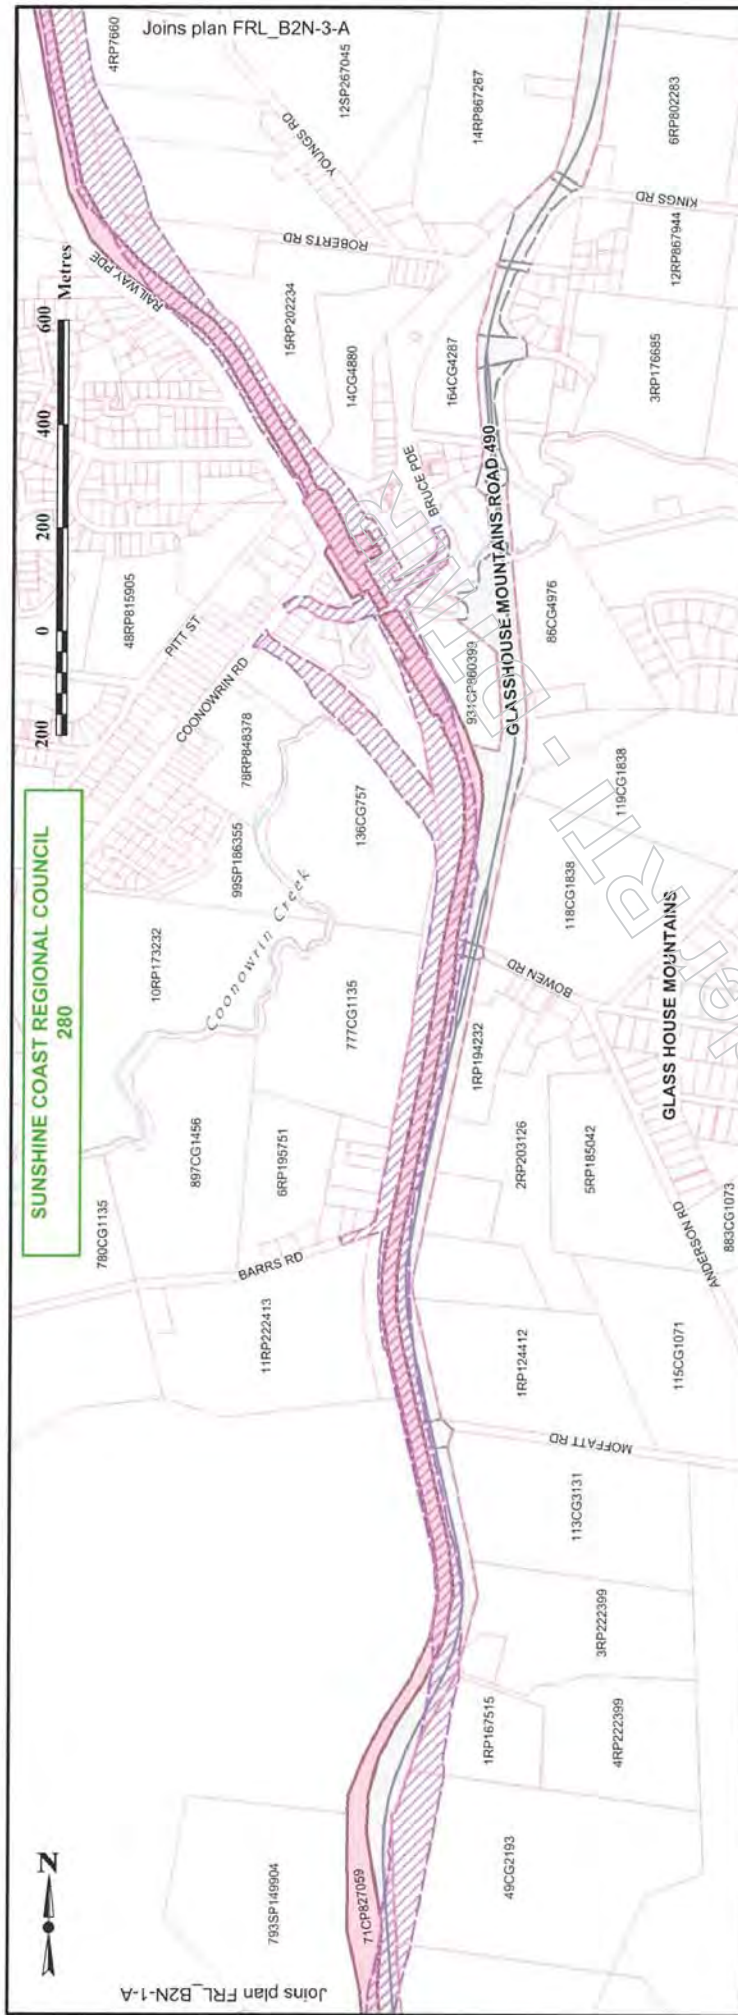 Joins plan FRL_B2N-3-A
4RP7660
12SP267045
YOUNGS RD
14RP867267
6RP802283
KINGS RD
12RP867944
ROBERTS RD
RAILWAY PDE
15RP202234
14CG4880
164CG4287
3RP176685
200 0 200 400 600
Metres
BRUCE PDE
GLASSHOUSE MOUNTAINS ROAD 490
86CG4976
48RP815905
PITT ST
COONOWRIN RD
78RP848378
931CP860399
136CG757
99SP186355
119CG1838
118CG1838
SUNSHINE COAST REGIONAL COUNCIL
280
Coonowrin Creek
10RP173232
777CG1135
BOWEN RD
1RP194232
GLASS HOUSE MOUNTAINS
897CG1456
6RP195751
2RP203126
5RP185042
780CG1135
BARRS RD
ANDERSON RD
883CG1073
11RP222413
1RP124412
115CG1071
MOFFATT RD
113CG3131
3RP222399
1RP167515
4RP222399
N
793SP149904
71CP827059
49CG2193
Joins plan FRL_B2N-1-A